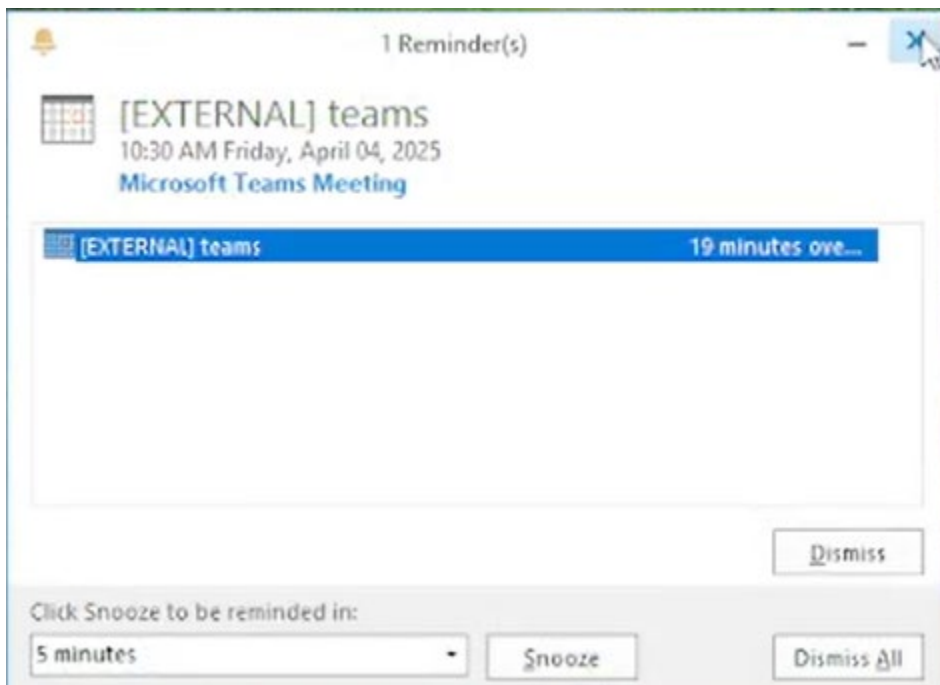 1 Reminder(s)
[EXTERNAL] teams
10:30 AM Friday, April 04, 2025
Microsoft Teams Meeting
[EXTERNAL] teams 19 minutes ove...
Dismiss
Click Snooze to be reminded in:
5 minutes Snooze Dismiss All